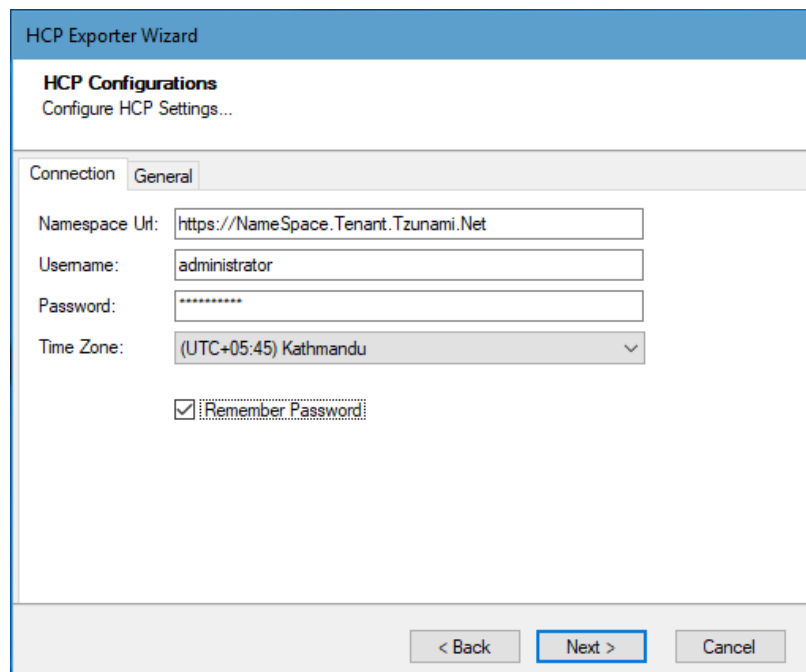 HCP Exporter Wizard
HCP Configurations
Configure HCP Settings...
Connection General
Namespace Url: https://NameSpace.Tenant.Tzunami.Net
Username: administrator
Password: **********
Time Zone: (UTC+05:45) Kathmandu
Remember Password
< Back Next > Cancel